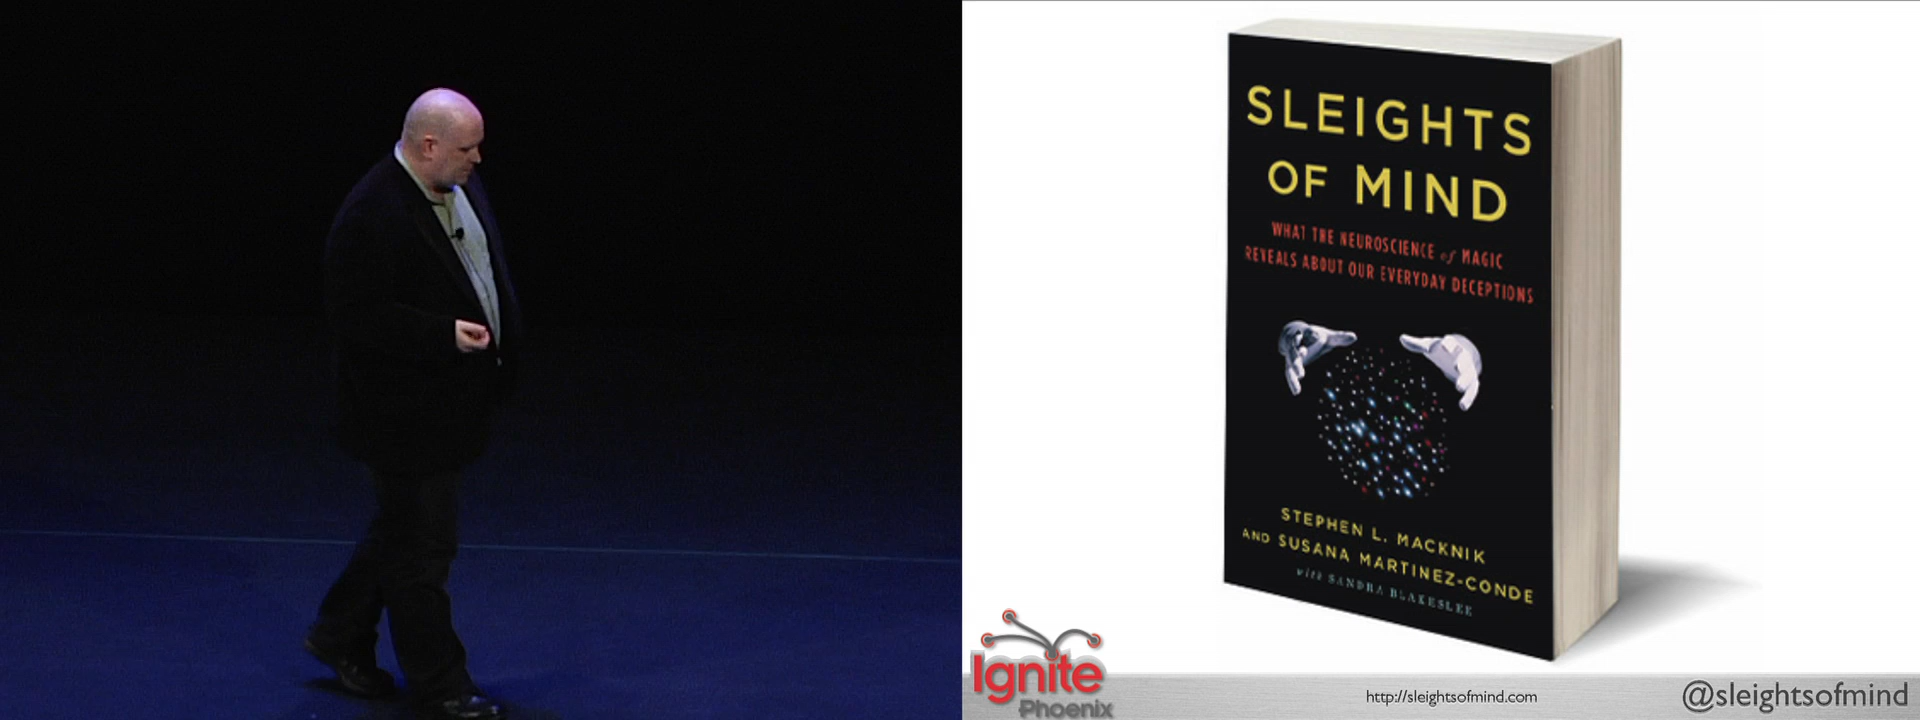 SLEIGHTS
OF MIND
WHAT THE NEUROSCIENCE of MAGIC
REVEALS ABOUT OUR EVERYDAY DECEPTIONS
STEPHEN L. MACKNIK
AND SUSANA MARTINEZ-CONDE
with SANDRA BLAKESLEE
Ignite
Phoenix
http://sleightsofmind.com
@sleightsofmind